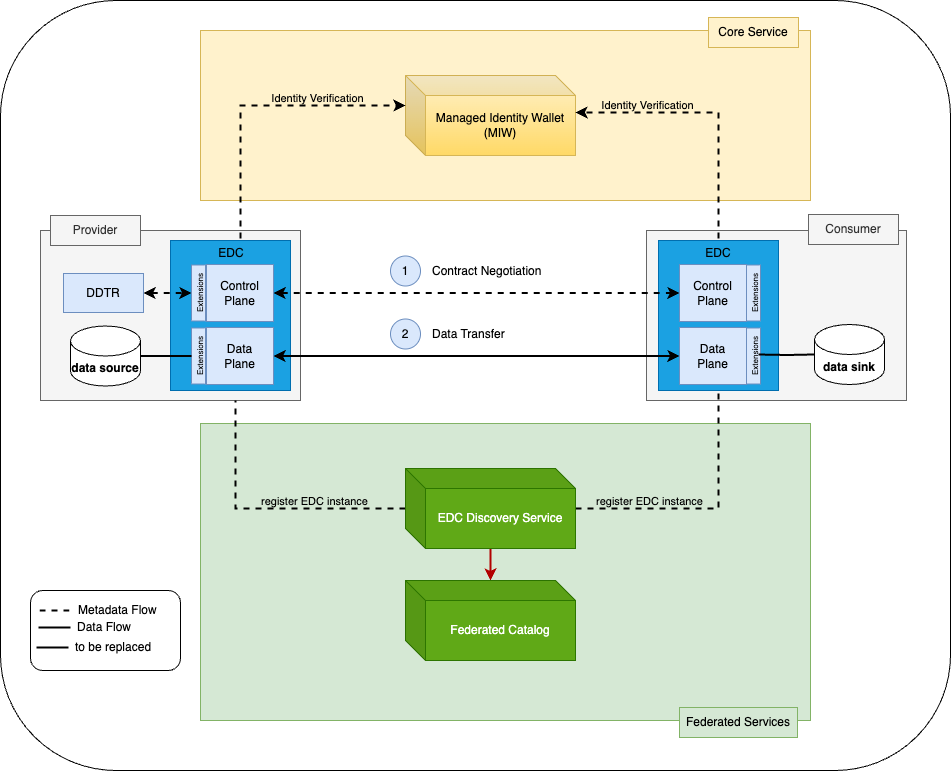 Core Service
Identity Verification
Managed Identity Wallet
(MIW)
Identity Verification
Provider
Consumer
EDC
EDC
DDTR
Extensions
Control
Plane
1
Contract Negotiation
Control
Plane
Extensions
data source
Extensions
Data
Plane
2
Data Transfer
Data
Plane
Extensions
data sink
register EDC instance
EDC Discovery Service
register EDC instance
Federated Catalog
Metadata Flow
Data Flow
to be replaced
Federated Services